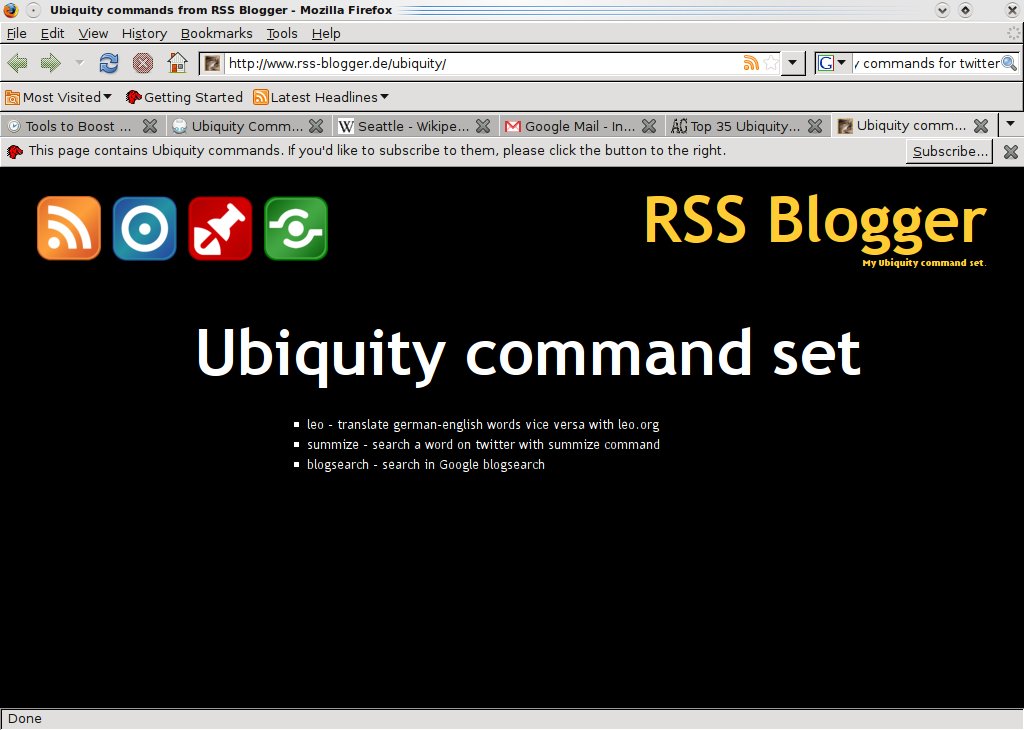 Ubiquity commands from RSS Blogger - Mozilla Firefox
File Edit View History Bookmarks Tools Help
http://www.rss-blogger.de/ubiquity/ G commands for twitter
Most Visited Getting Started Latest Headlines
Tools to Boost ... Ubiquity Comm... W Seattle - Wikipe... Google Mail - In... AG Top 35 Ubiquity... Ubiquity comm...
This page contains Ubiquity commands. If you'd like to subscribe to them, please click the button to the right. Subscribe...
RSS Blogger
My Ubiquity command set.
Ubiquity command set
leo - translate german-english words vice versa with leo.org
summize - search a word on twitter with summize command
blogsearch - search in Google blogsearch
Done